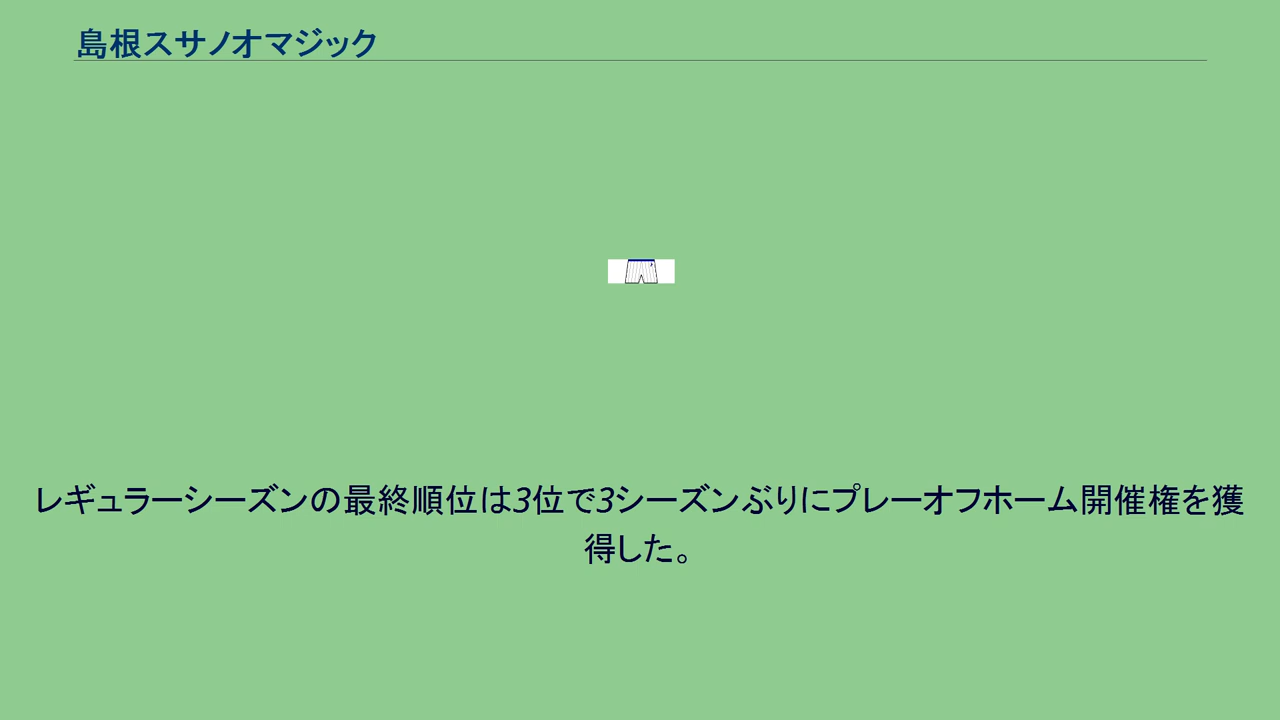 島根スサノオマジック
レギュラーシーズンの最終順位は3位で3シーズンぶりにプレーオフホーム開催権を獲
得した。